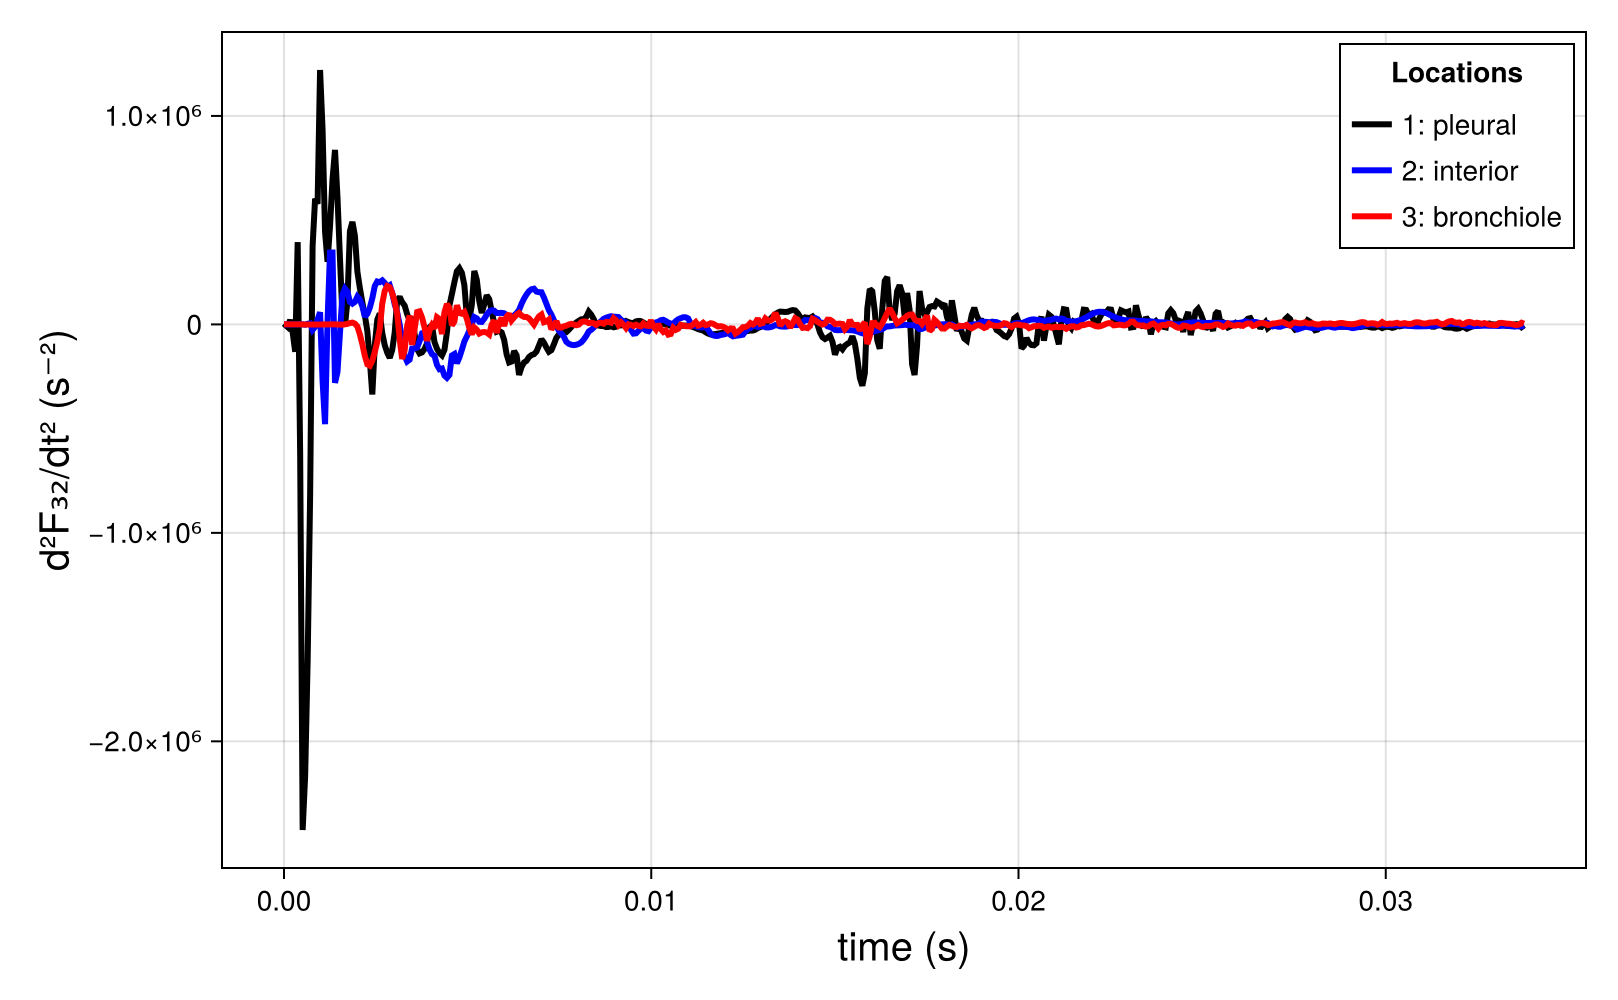 Locations
1: pleural
2: interior
3: bronchiole
1.0×10⁶
0
−1.0×10⁶
−2.0×10⁶
d²F₃₂/dt² (s⁻²)
0.00 0.01 0.02 0.03
time (s)